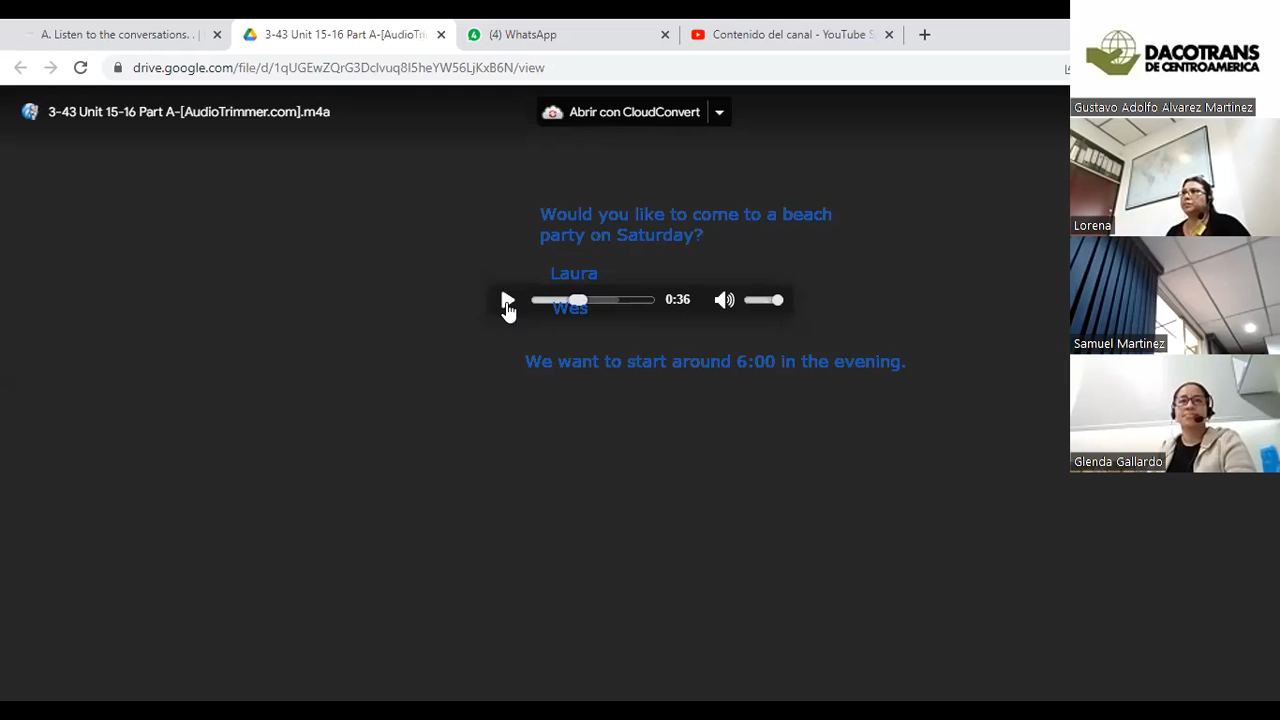 A. Listen to the conversations. .
3-43 Unit 15-16 Part A-[AudioTri
(4) WhatsApp
Contenido del canal - YouTube S
drive.google.com/file/d/1qUGEwZQrG3Dclvuq8I5heYW56LjKxB6N/view
3-43 Unit 15-16 Part A-[AudioTrimmer.com].m4a
Abrir con CloudConvert
Would you like to come to a beach
party on Saturday?
Laura
0:36
Wes
We want to start around 6:00 in the evening.
DACOTRANS
DE CENTROAMERICA
Gustavo Adolfo Alvarez Martinez
Lorena
Samuel Martinez
Glenda Gallardo